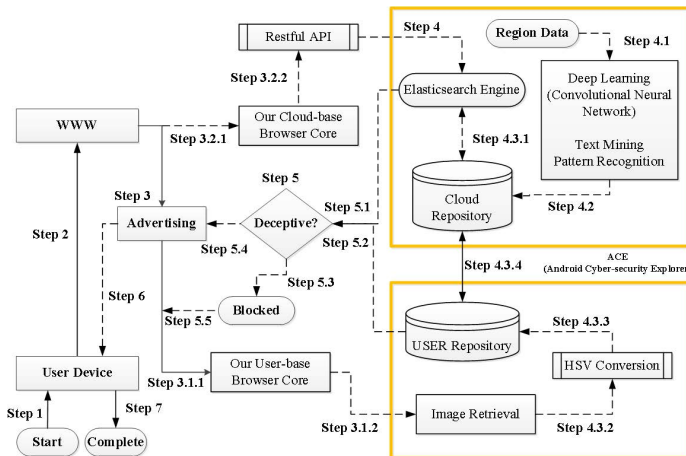 Restful API
Step 4
Region Data
Step 4.1
Step 3.2.2
Elasticsearch Engine
Deep Learning
(Convolutional Neural
Network)
Text Mining
Pattern Recognition
WWW
Our Cloud-base
Browser Core
Step 3.2.1
Step 4.3.1
Step 3
Step 5
Cloud
Repository
Step 4.2
Step 5.1
Advertising
Deceptive?
Step 2
Step 5.4
Step 5.2
ACE
(Android Cyber-security Explorer)
Step 4.3.4
Step 5.3
Step 6
Blocked
Step 5.5
USER Repository
Step 4.3.3
User Device
Step 3.1.1
Our User-base
Browser Core
HSV Conversion
Step 1
Step 7
Step 3.1.2
Image Retrieval
Step 4.3.2
Start
Complete